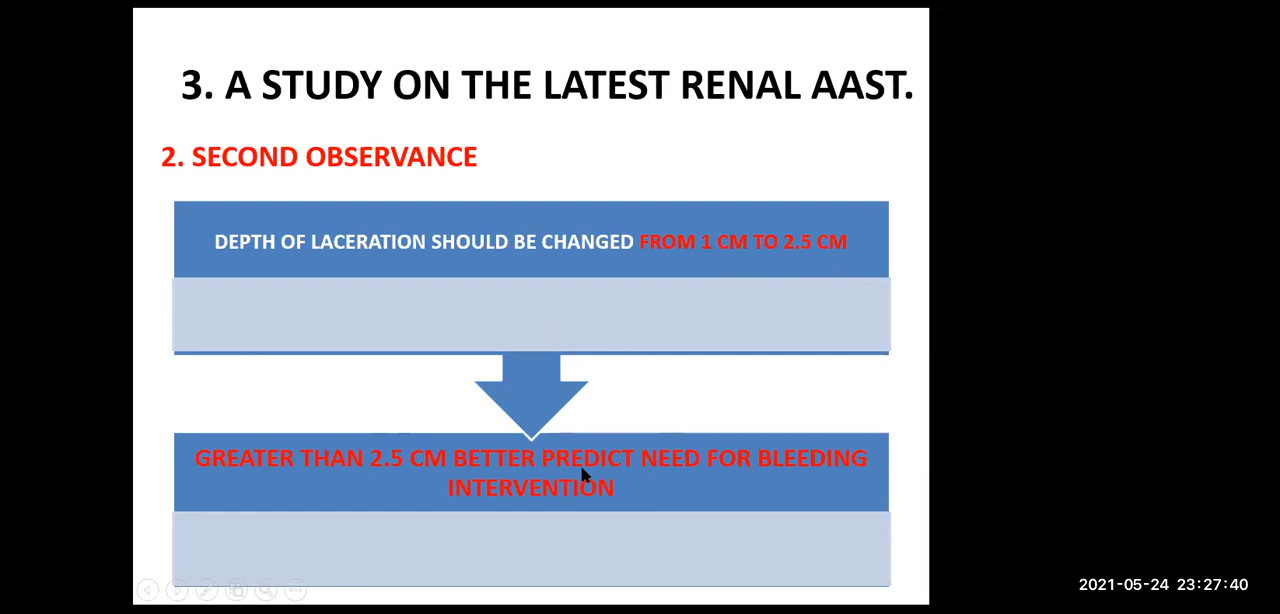 3. A STUDY ON THE LATEST RENAL AAST.
2. SECOND OBSERVANCE
DEPTH OF LACERATION SHOULD BE CHANGED FROM 1 CM TO 2.5 CM
GREATER THAN 2.5 CM BETTER PREDICT NEED FOR BLEEDING
INTERVENTION
2021-05-24 23:27:40